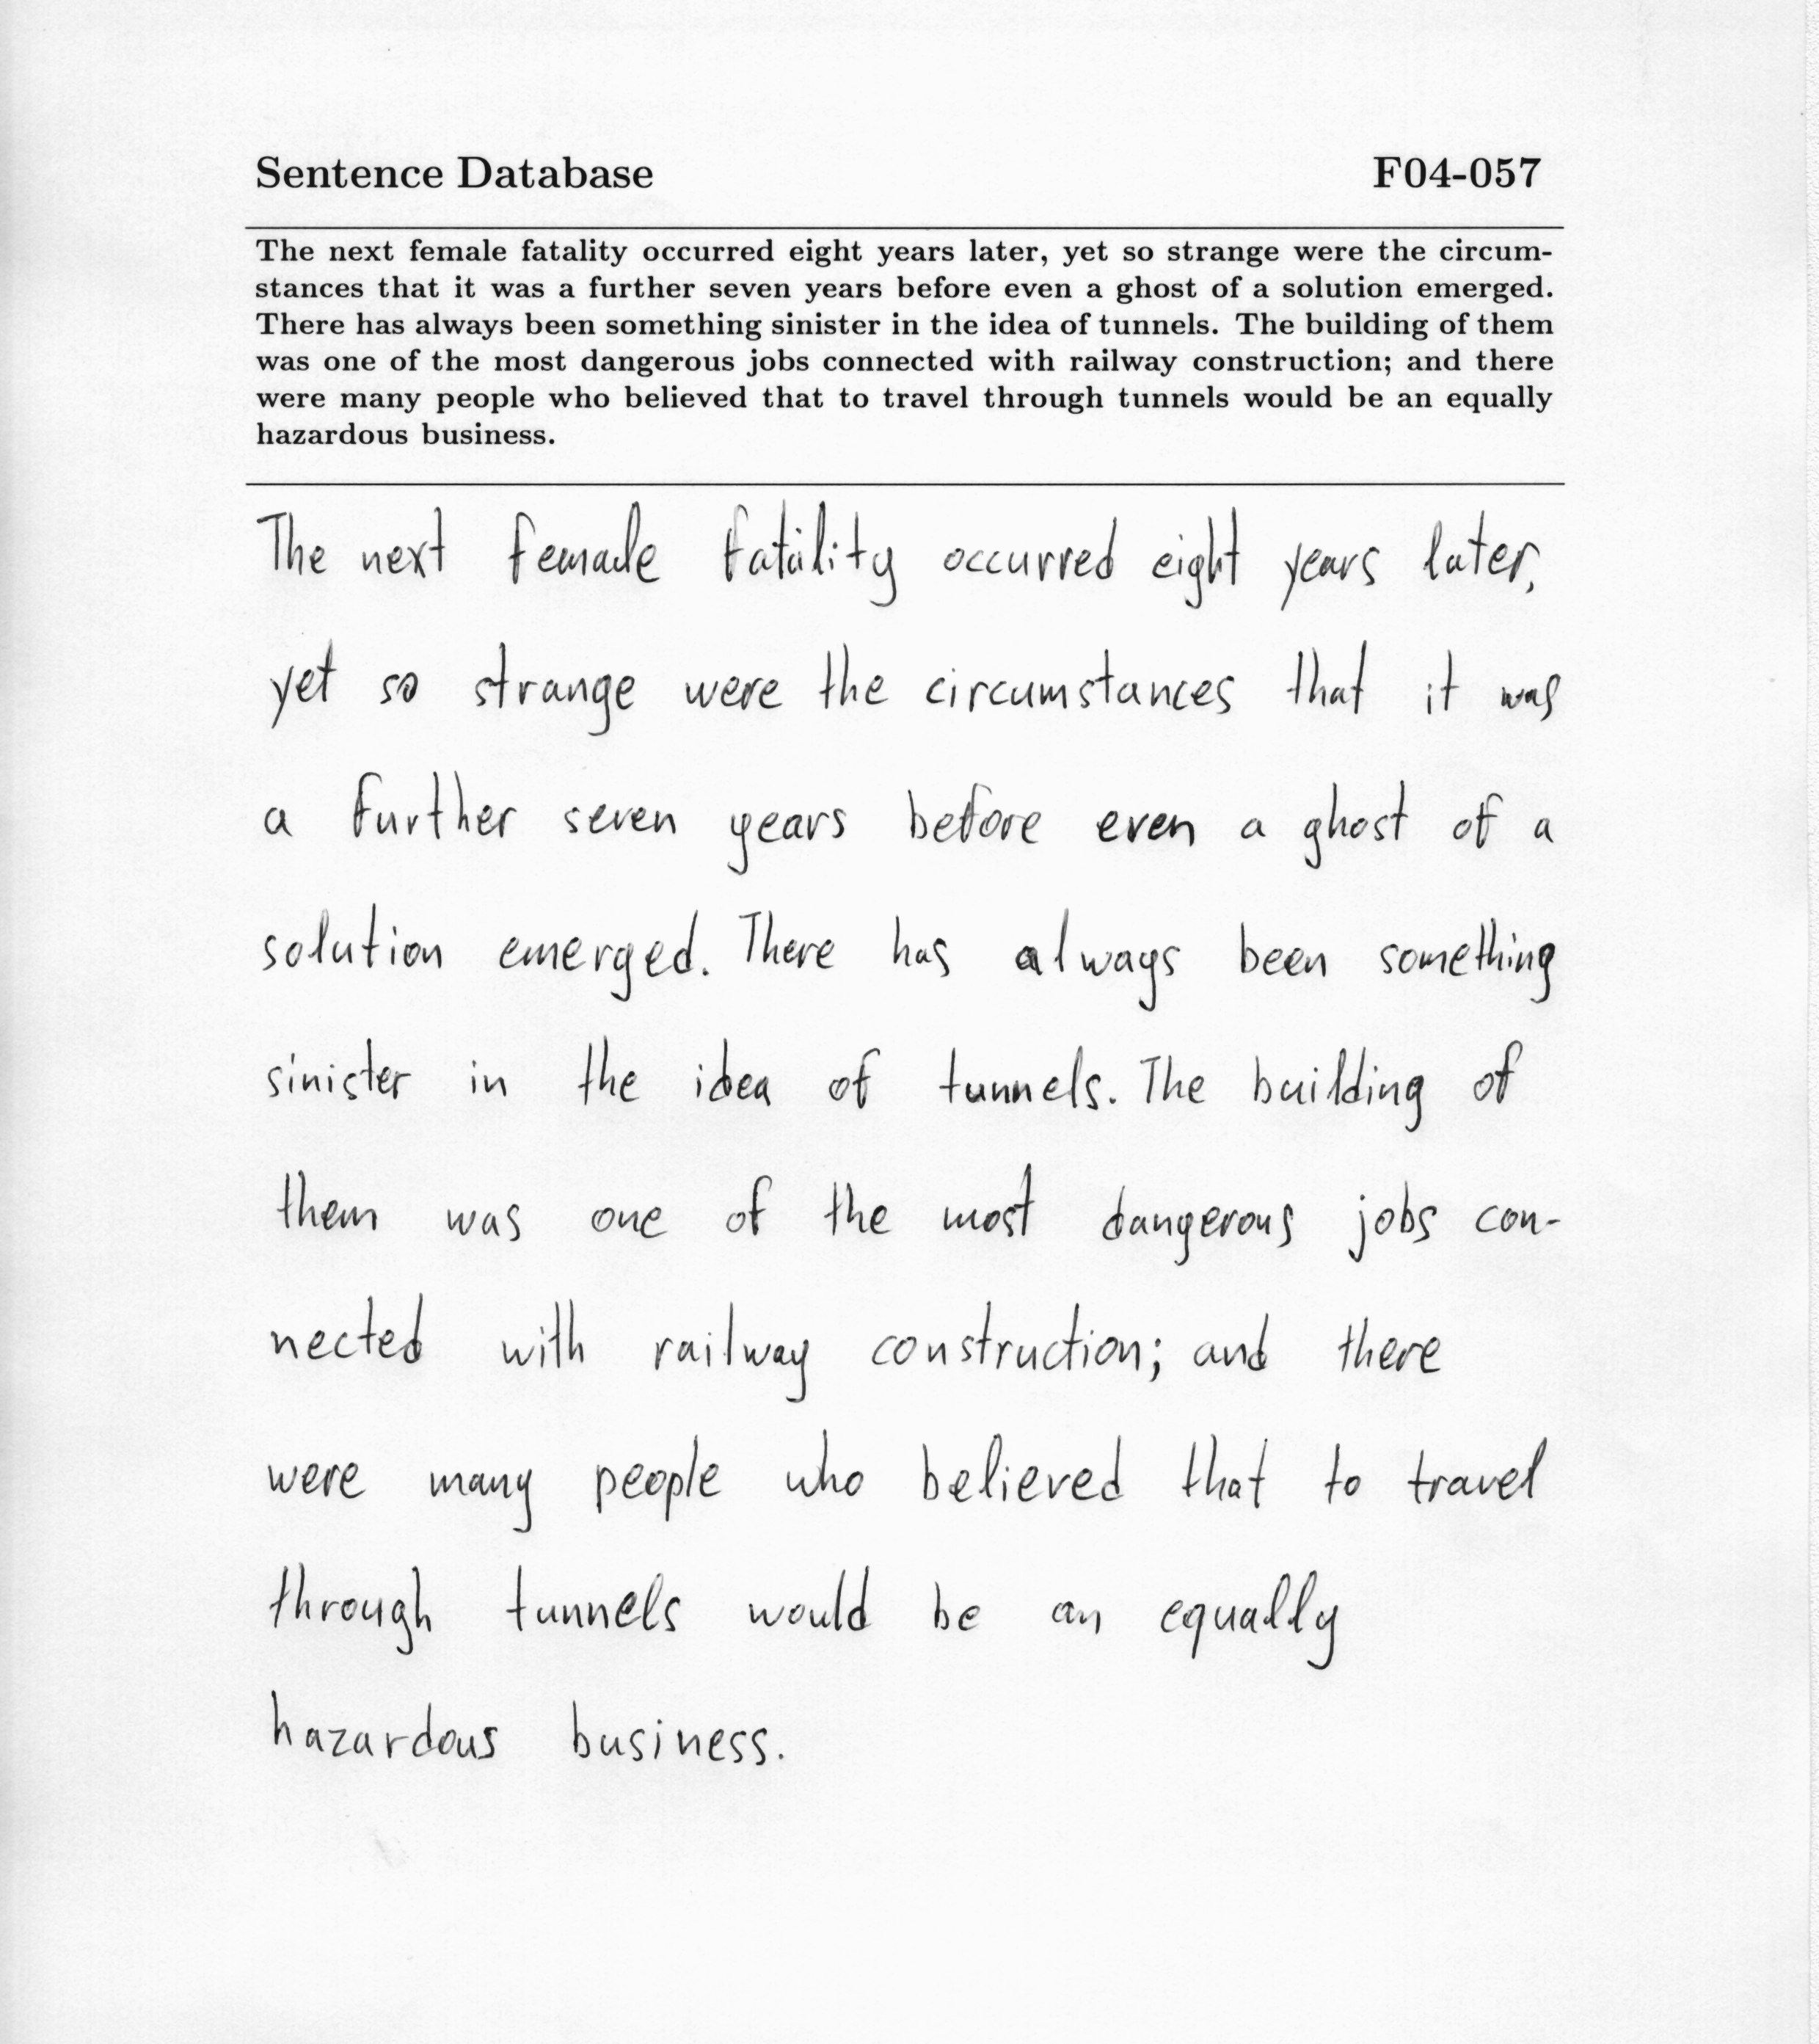 Sentence Database F04-057
The next female fatality occurred eight years later, yet so strange were the circum-
stances that it was a further seven years before even a ghost of a solution emerged.
There has always been something sinister in the idea of tunnels. The building of them
was one of the most dangerous jobs connected with railway construction; and there
were many people who believed that to travel through tunnels would be an equally
hazardous business.
The next female fatality occurred eight years later,
yet so strange were the circumstances that it was
a further seven years before even a ghost of a
solution emerged. There has always been something
sinister in the idea of tunnels. The building of
them was one of the most dangerous jobs con-
nected with railway construction; and there
were many people who believed that to travel
through tunnels would be an equally
hazardous business.